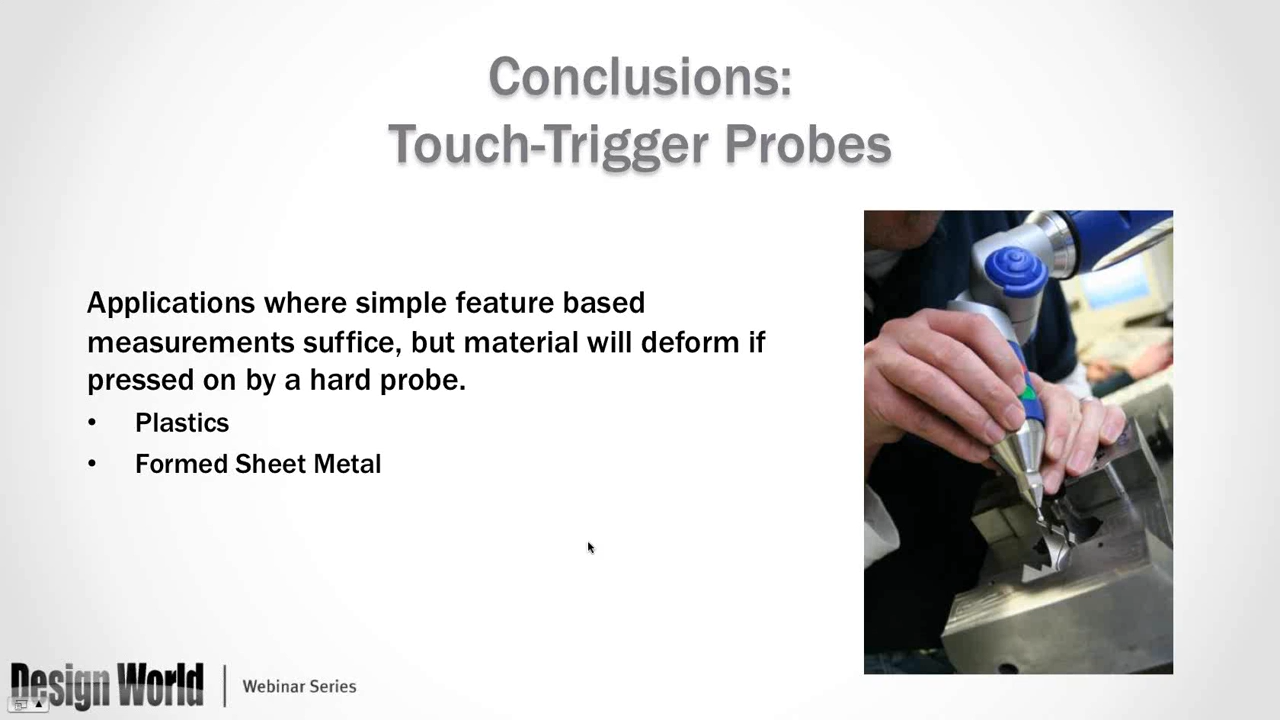 Conclusions:
Touch-Trigger Probes
Applications where simple feature based
measurements suffice, but material will deform if
pressed on by a hard probe.
• Plastics
• Formed Sheet Metal
Design World | Webinar Series